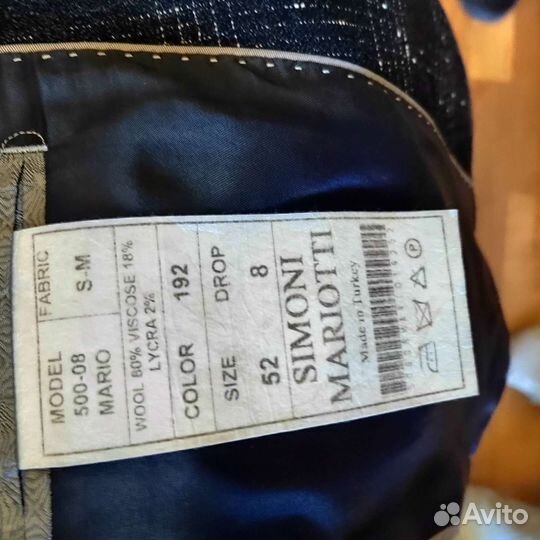 MODEL FABRIC
500-08 S-M
MARIO
WOOL 80% VISCOSE 18%
LYCRA 2%
COLOR 192
SIZE DROP
52 8
SIMONI
MARIOTTI
Made in Turkey
P
Avito